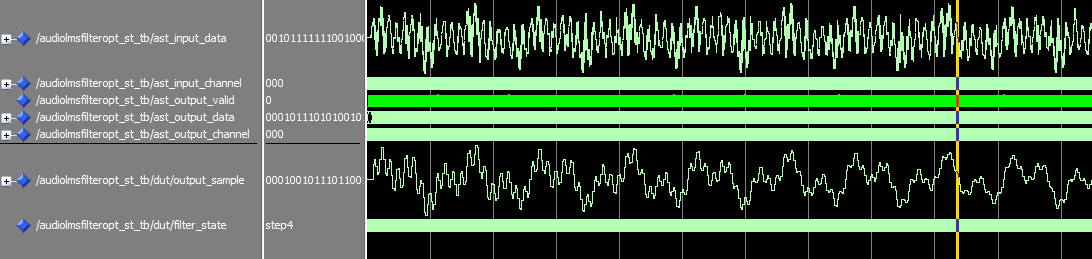 /audiolmsfilteropt_st_tb/ast_input_data 00101111111001000
/audiolmsfilteropt_st_tb/ast_input_channel 000
/audiolmsfilteropt_st_tb/ast_output_valid 0
/audiolmsfilteropt_st_tb/ast_output_data 0001011101010010
/audiolmsfilteropt_st_tb/ast_output_channel 000
/audiolmsfilteropt_st_tb/dut/output_sample 0001001011101100
/audiolmsfilteropt_st_tb/dut/filter_state step4